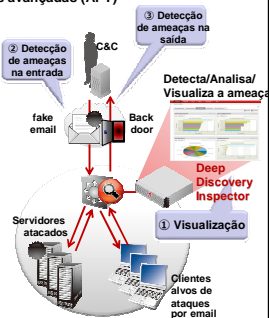 s avançadas (APT)
③ Detecção
de ameaças na
saída
② Detecção
de ameaças
na entrada
C&C
Detecta/Analisa/
Visualiza a ameaça
fake
email
Back
door
Deep
Discovery
Inspector
① Visualização
Servidores
atacados
Clientes
alvos de
ataques
por email